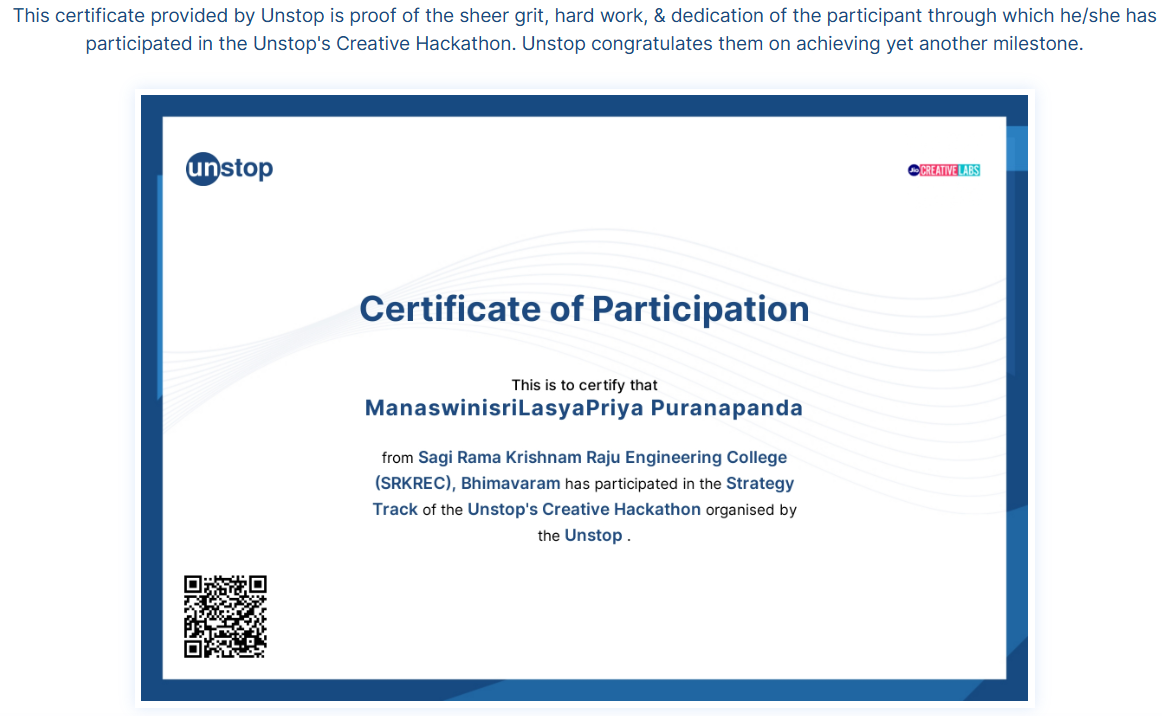 This certificate provided by Unstop is proof of the sheer grit, hard work, & dedication of the participant through which he/she has
participated in the Unstop's Creative Hackathon. Unstop congratulates them on achieving yet another milestone.
unstop
Jio CREATIVE LABS
Certificate of Participation
This is to certify that
ManaswinisriLasyaPriya Puranapanda
from Sagi Rama Krishnam Raju Engineering College
(SRKREC), Bhimavaram has participated in the Strategy
Track of the Unstop's Creative Hackathon organised by
the Unstop .